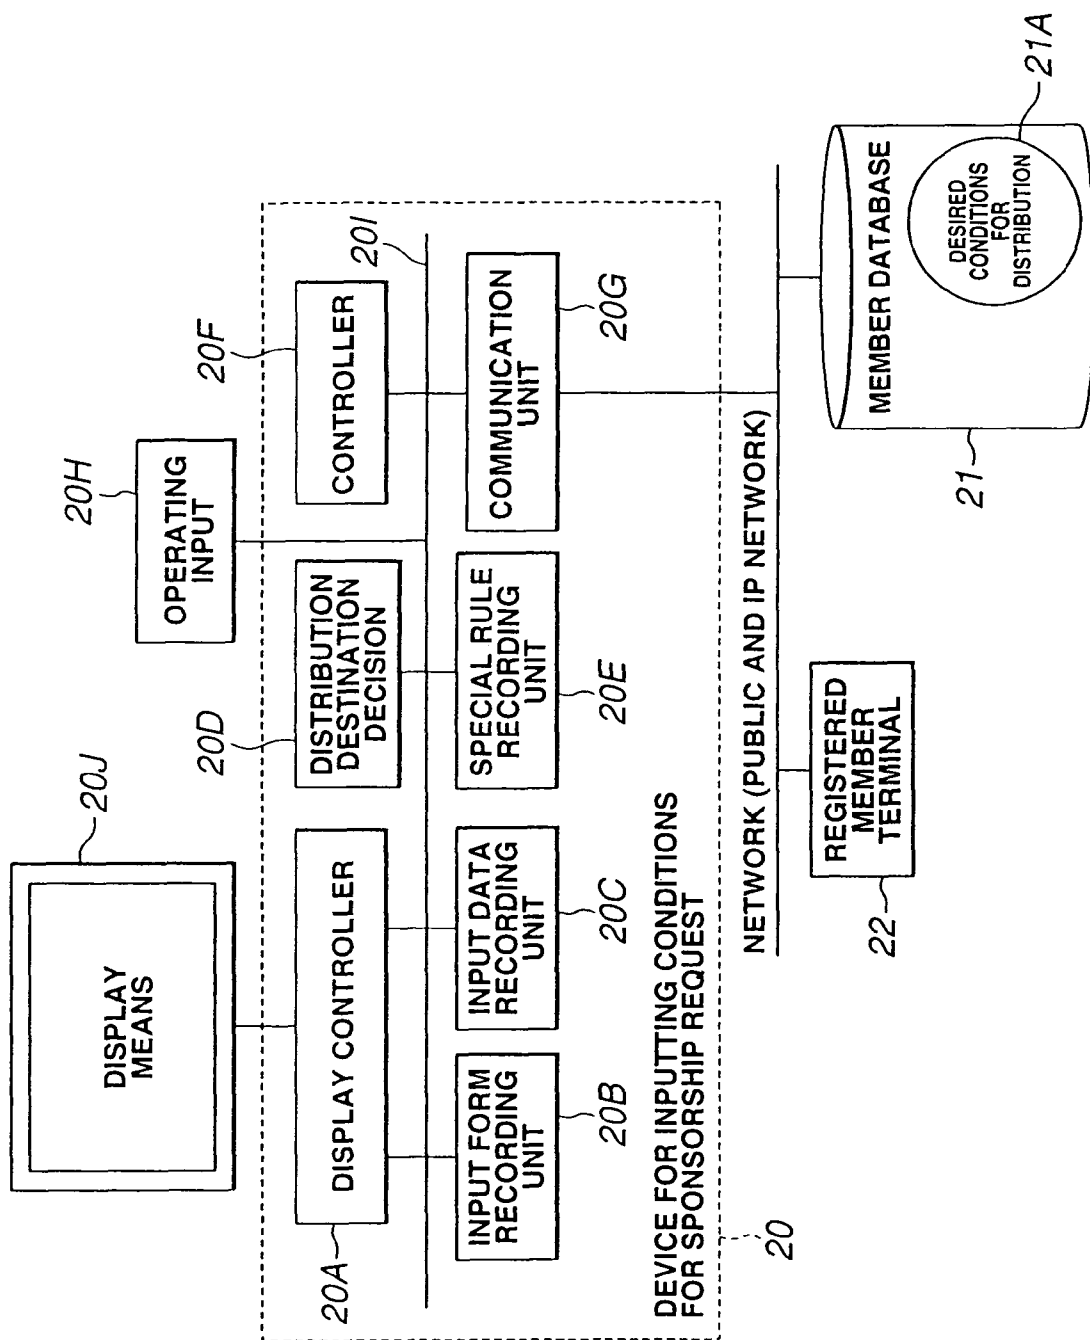 DISPLAY
MEANS
20J
OPERATING
INPUT
20H
20A
DISPLAY CONTROLLER
20D
DISTRIBUTION
DESTINATION
DECISION
20F
CONTROLLER
20I
INPUT FORM
RECORDING
UNIT
20B
INPUT DATA
RECORDING
UNIT
20C
SPECIAL RULE
RECORDING
UNIT
20E
COMMUNICATION
UNIT
20G
DEVICE FOR INPUTTING CONDITIONS
FOR SPONSORSHIP REQUEST
20
NETWORK (PUBLIC AND IP NETWORK)
REGISTERED
MEMBER
TERMINAL
22
MEMBER DATABASE
21
DESIRED
CONDITIONS
FOR
DISTRIBUTION
21A